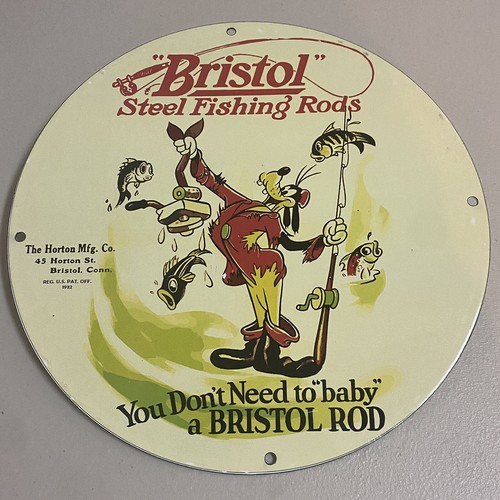 "Bristol"
Steel Fishing Rods
The Horton Mfg. Co.
45 Horton St.
Bristol, Conn.
REG. U.S. PAT. OFF.
1932
You Don't Need to "baby"
a BRISTOL ROD